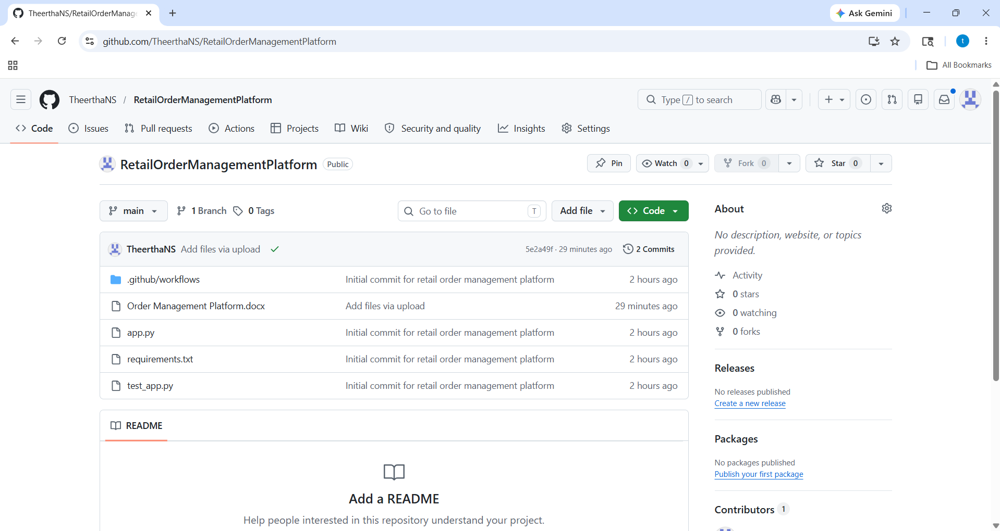 TheerthaNS/RetailOrderManage
Ask Gemini
github.com/TheerthaNS/RetailOrderManagementPlatform
t
All Bookmarks
TheerthaNS / RetailOrderManagementPlatform
Type / to search
Code
Issues
Pull requests
Actions
Projects
Wiki
Security and quality
Insights
Settings
RetailOrderManagementPlatform
Public
Pin
Watch 0
Fork 0
Star 0
main
1 Branch
0 Tags
Go to file
T
Add file
Code
TheerthaNS Add files via upload
5e2a49f · 29 minutes ago
2 Commits
.github/workflows Initial commit for retail order management platform 2 hours ago
Order Management Platform.docx Add files via upload 29 minutes ago
app.py Initial commit for retail order management platform 2 hours ago
requirements.txt Initial commit for retail order management platform 2 hours ago
test_app.py Initial commit for retail order management platform 2 hours ago
README
Add a README
Help people interested in this repository understand your project.
About
No description, website, or topics
provided.
Activity
0 stars
0 watching
0 forks
Releases
No releases published
Create a new release
Packages
No packages published
Publish your first package
Contributors 1